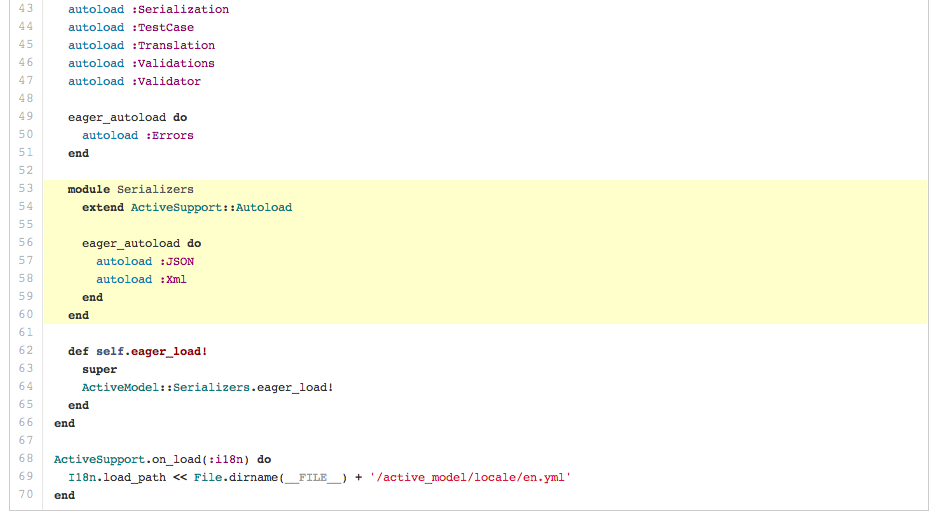 43 autoload :Serialization
44 autoload :TestCase
45 autoload :Translation
46 autoload :Validations
47 autoload :Validator
48
49 eager_autoload do
50 autoload :Errors
51 end
52
53 module Serializers
54 extend ActiveSupport::Autoload
55
56 eager_autoload do
57 autoload :JSON
58 autoload :Xml
59 end
60 end
61
62 def self.eager_load!
63 super
64 ActiveModel::Serializers.eager_load!
65 end
66 end
67
68 ActiveSupport.on_load(:i18n) do
69 I18n.load_path << File.dirname(__FILE__) + '/active_model/locale/en.yml'
70 end